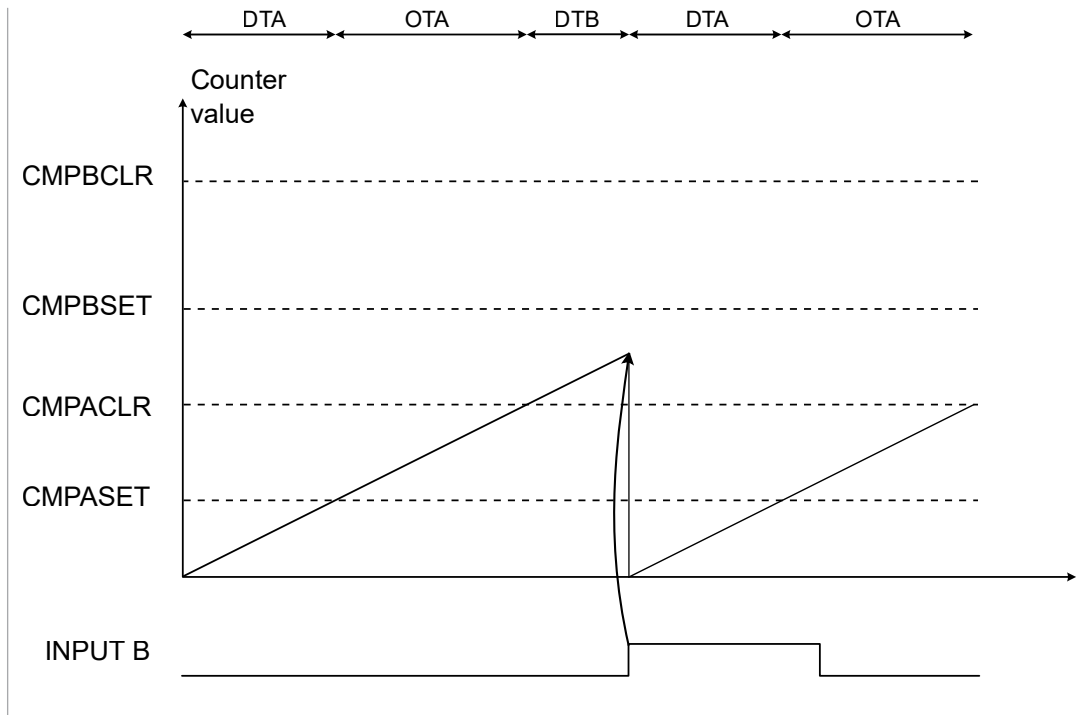 DTA OTA DTB DTA OTA
Counter
value
CMPBCLR
CMPBSET
CMPACLR
CMPASET
INPUT B